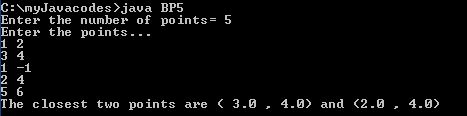 C:\myJavacodes>java BP5
Enter the number of points= 5
Enter the points...
1 2
3 4
1 -1
2 4
5 6
The closest two points are ( 3.0 , 4.0) and (2.0 , 4.0)